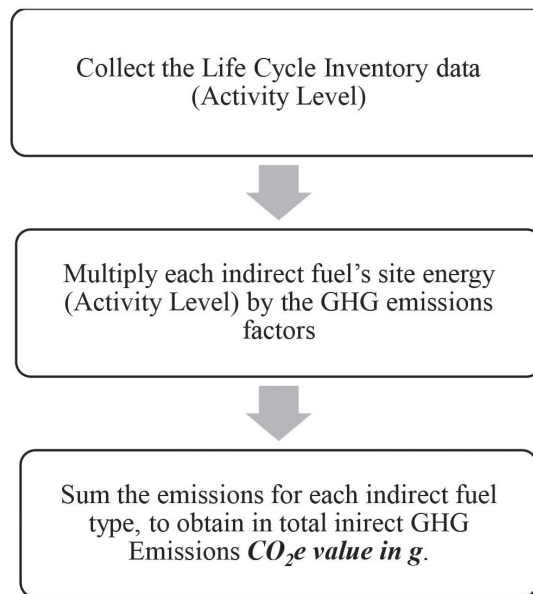 Collect the Life Cycle Inventory data
(Activity Level)
Multiply each indirect fuel’s site energy
(Activity Level) by the GHG emissions
factors
Sum the emissions for each indirect fuel
type, to obtain in total inirect GHG
Emissions CO₂e value in g.